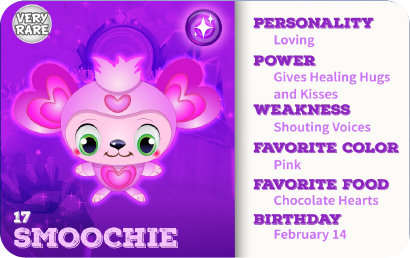 VERY
RARE
17
SMOOCHIE
PERSONALITY
Loving
POWER
Gives Healing Hugs
and Kisses
WEAKNESS
Shouting Voices
FAVORITE COLOR
Pink
FAVORITE FOOD
Chocolate Hearts
BIRTHDAY
February 14